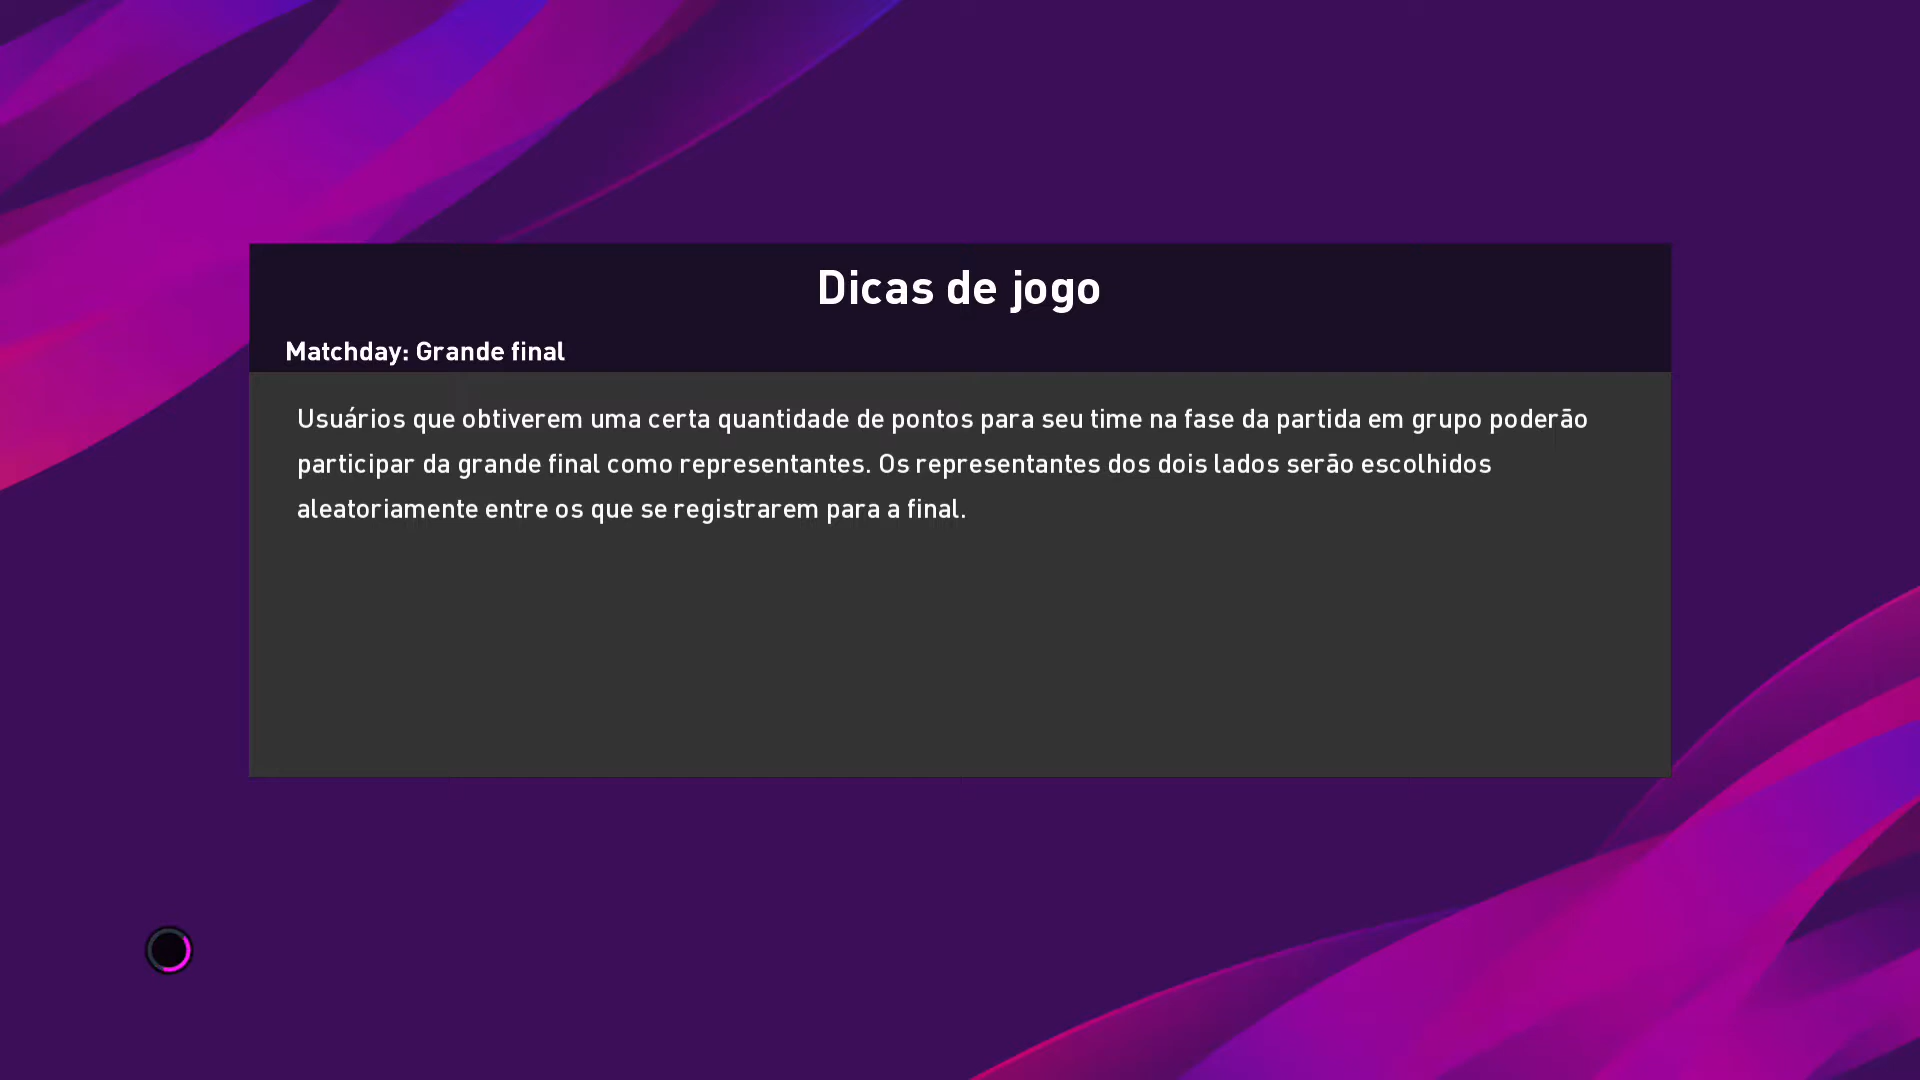 Dicas de jogo
Matchday: Grande final
Usuários que obtiverem uma certa quantidade de pontos para seu time na fase da partida em grupo poderão
participar da grande final como representantes. Os representantes dos dois lados serão escolhidos
aleatoriamente entre os que se registrarem para a final.